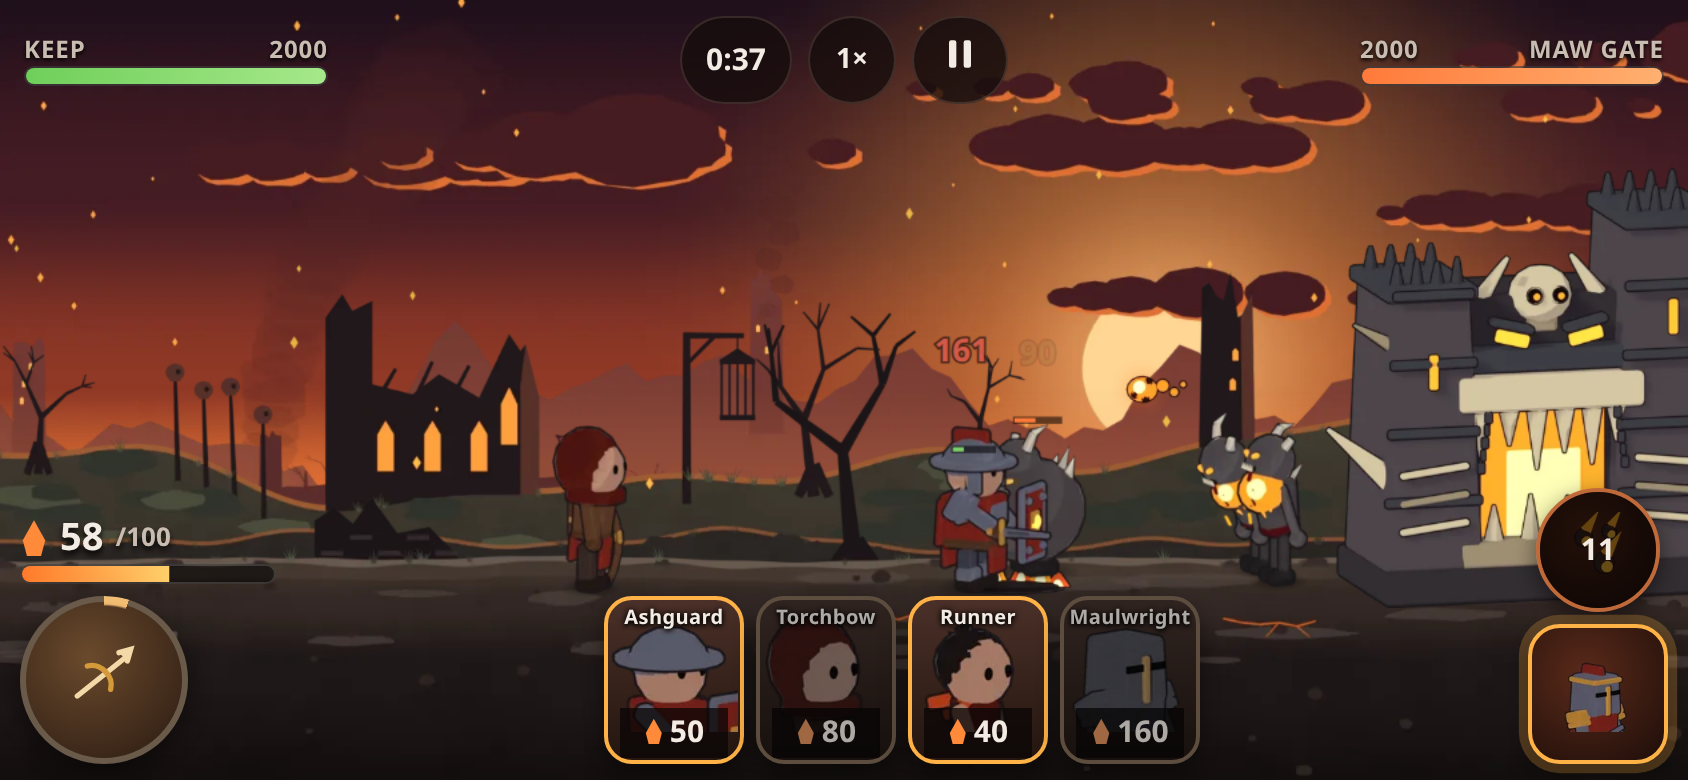 KEEP 2000
0:37
1×
2000 MAW GATE
161 90
58 /100
11
Ashguard
50
Torchbow
80
Runner
40
Maulwright
160